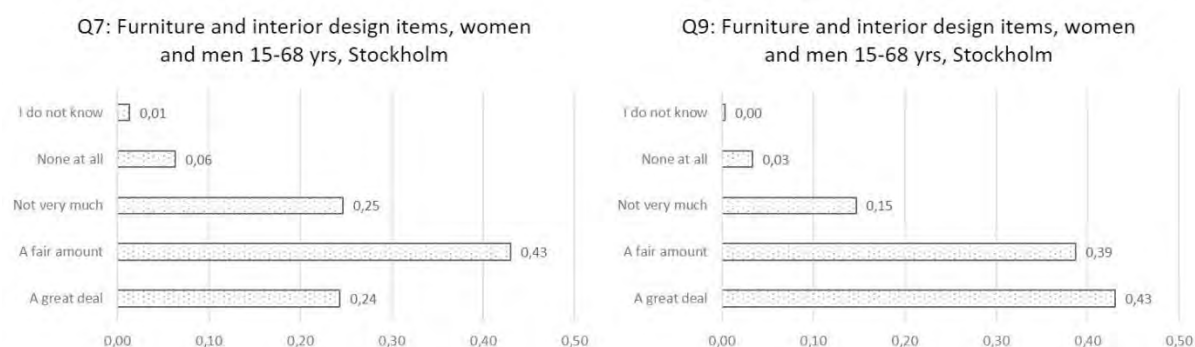 Q7: Furniture and interior design items, women
and men 15-68 yrs, Stockholm
I do not know
0,01
None at all
0,06
Not very much
0,25
A fair amount
0,43
A great deal
0,24
0,00 0,10 0,20 0,30 0,40 0,50
Q9: Furniture and interior design items, women
and men 15-68 yrs, Stockholm
I do not know
0,00
None at all
0,03
Not very much
0,15
A fair amount
0,39
A great deal
0,43
0,00 0,10 0,20 0,30 0,40 0,50